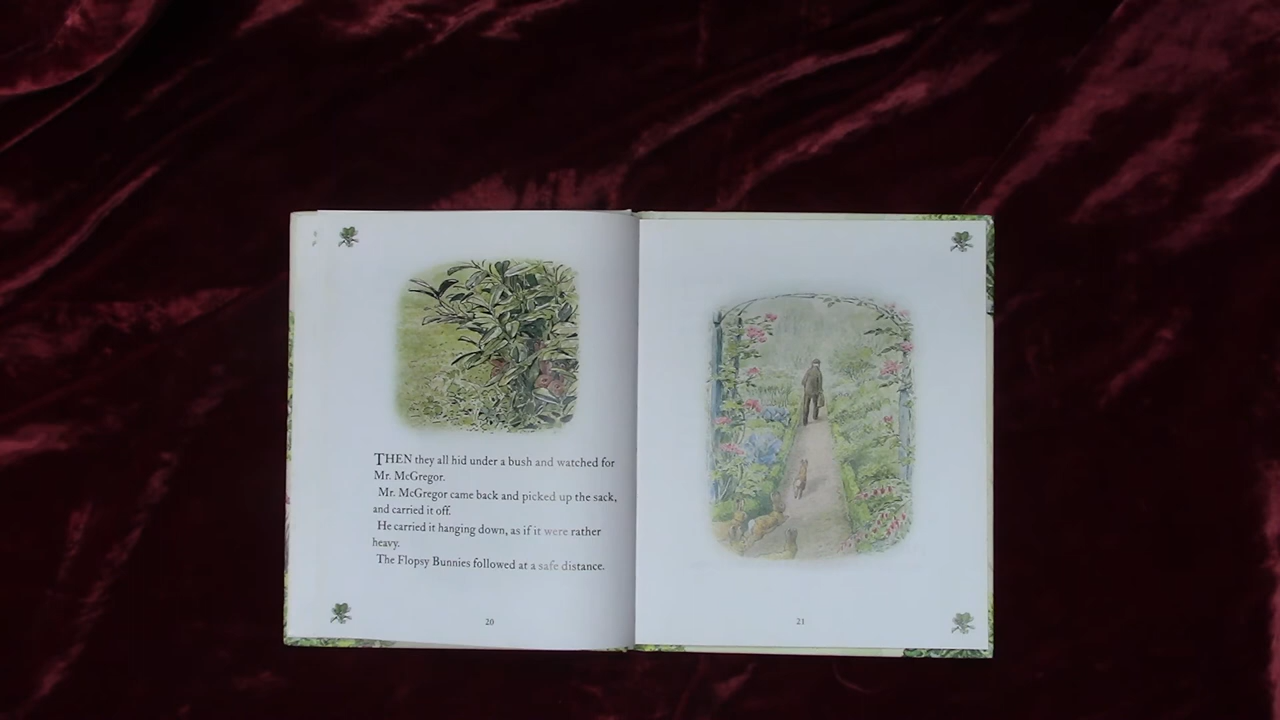 THEN they all hid under a bush and watched for
Mr. McGregor.
Mr. McGregor came back and picked up the sack,
and carried it off.
He carried it hanging down, as if it were rather
heavy.
The Flopsy Bunnies followed at a safe distance.
20
21